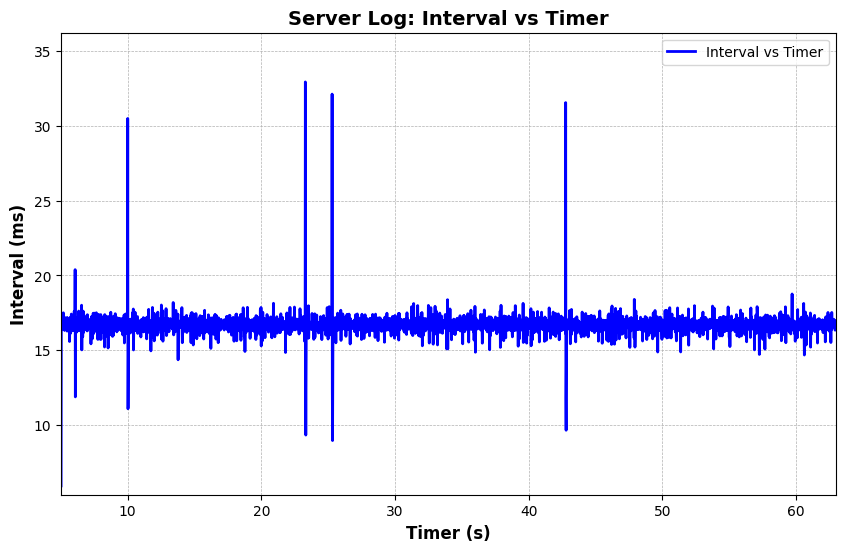 Server Log: Interval vs Timer
Interval vs Timer
35
30
25
20
15
10
Interval (ms)
10 20 30 40 50 60
Timer (s)